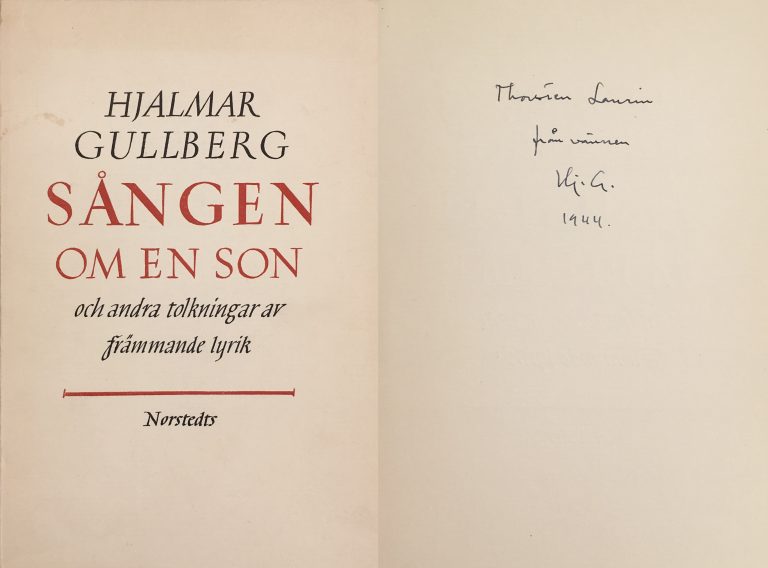 HJALMAR
GULLBERG
SÅNGEN
OM EN SON
och andra tolkningar av
främmande lyrik
Norstedts
Thorsten Laurin
från vännen
Hj. G.
1944.